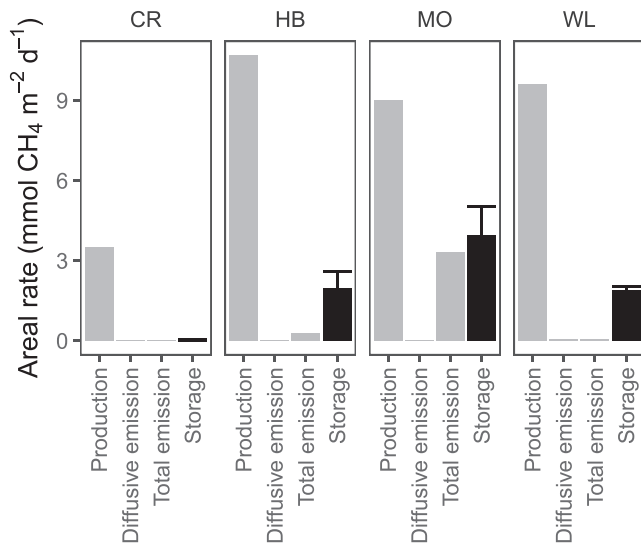 CR HB MO WL
Areal rate (mmol CH₄ m⁻² d⁻¹)
9
6
3
0
Production
Diffusive emission
Total emission
Storage
Production
Diffusive emission
Total emission
Storage
Production
Diffusive emission
Total emission
Storage
Production
Diffusive emission
Total emission
Storage